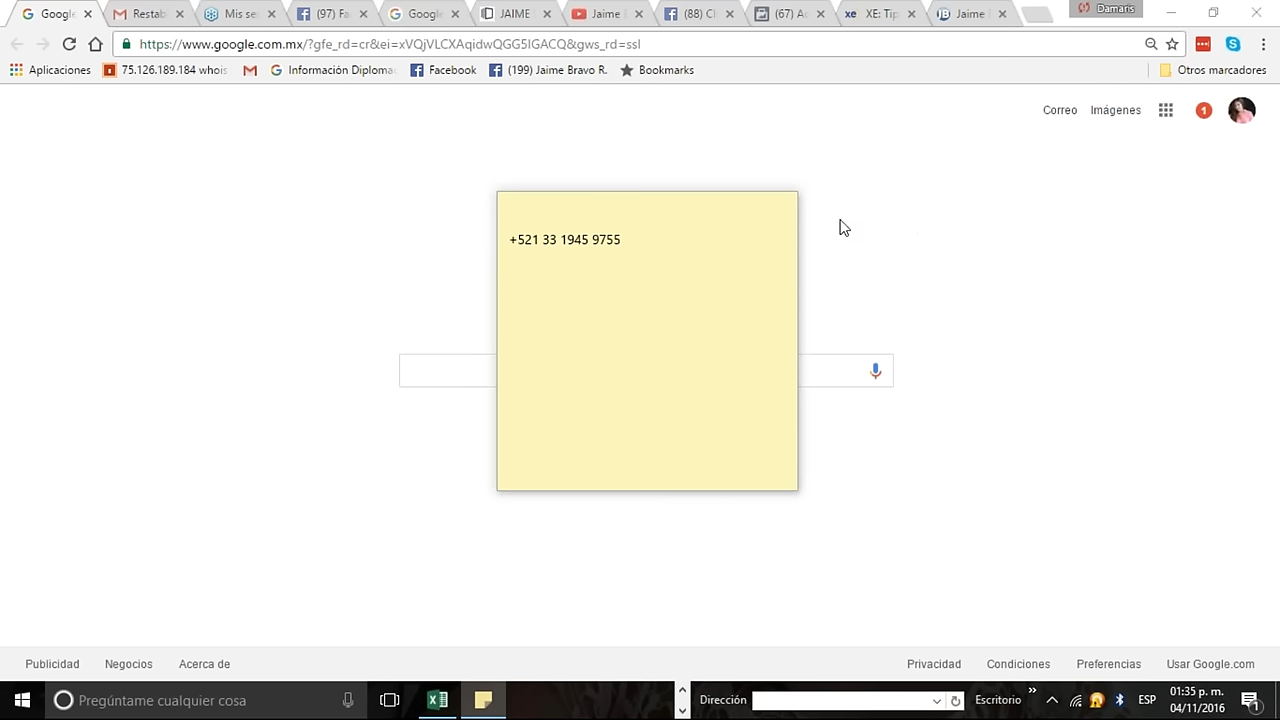 Google
Restab
Mis se
(97) Fa
Google
JAIME
Jaime
(88) Cl
(67) A
XE: Tip
Jaime
Damaris
https://www.google.com.mx/?gfe_rd=cr&ei=xVQjVLCXAqidwQGG5IGACQ&gws_rd=ssl
Aplicaciones
75.126.189.184 whois
Información Diploma
Facebook
(199) Jaime Bravo R.
Bookmarks
Otros marcadores
Correo
Imágenes
1
+521 33 1945 9755
Publicidad
Negocios
Acerca de
Privacidad
Condiciones
Preferencias
Usar Google.com
Pregúntame cualquier cosa
Dirección
Escritorio
ESP
01:35 p. m.
04/11/2016
1